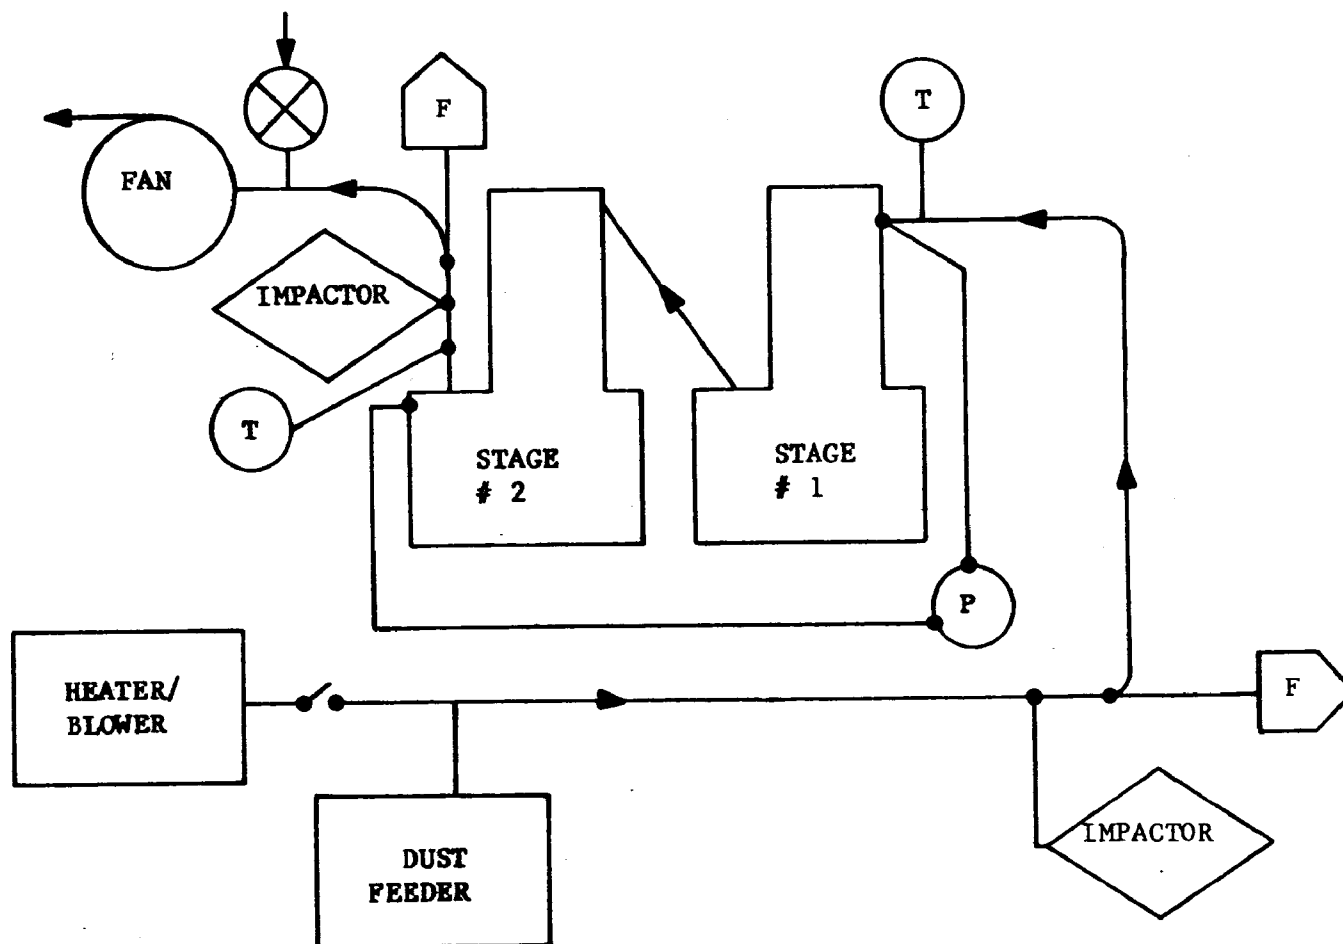 F
T
FAN
IMPACTOR
T
STAGE
# 2
STAGE
# 1
P
HEATER/
BLOWER
F
DUST
FEEDER
IMPACTOR